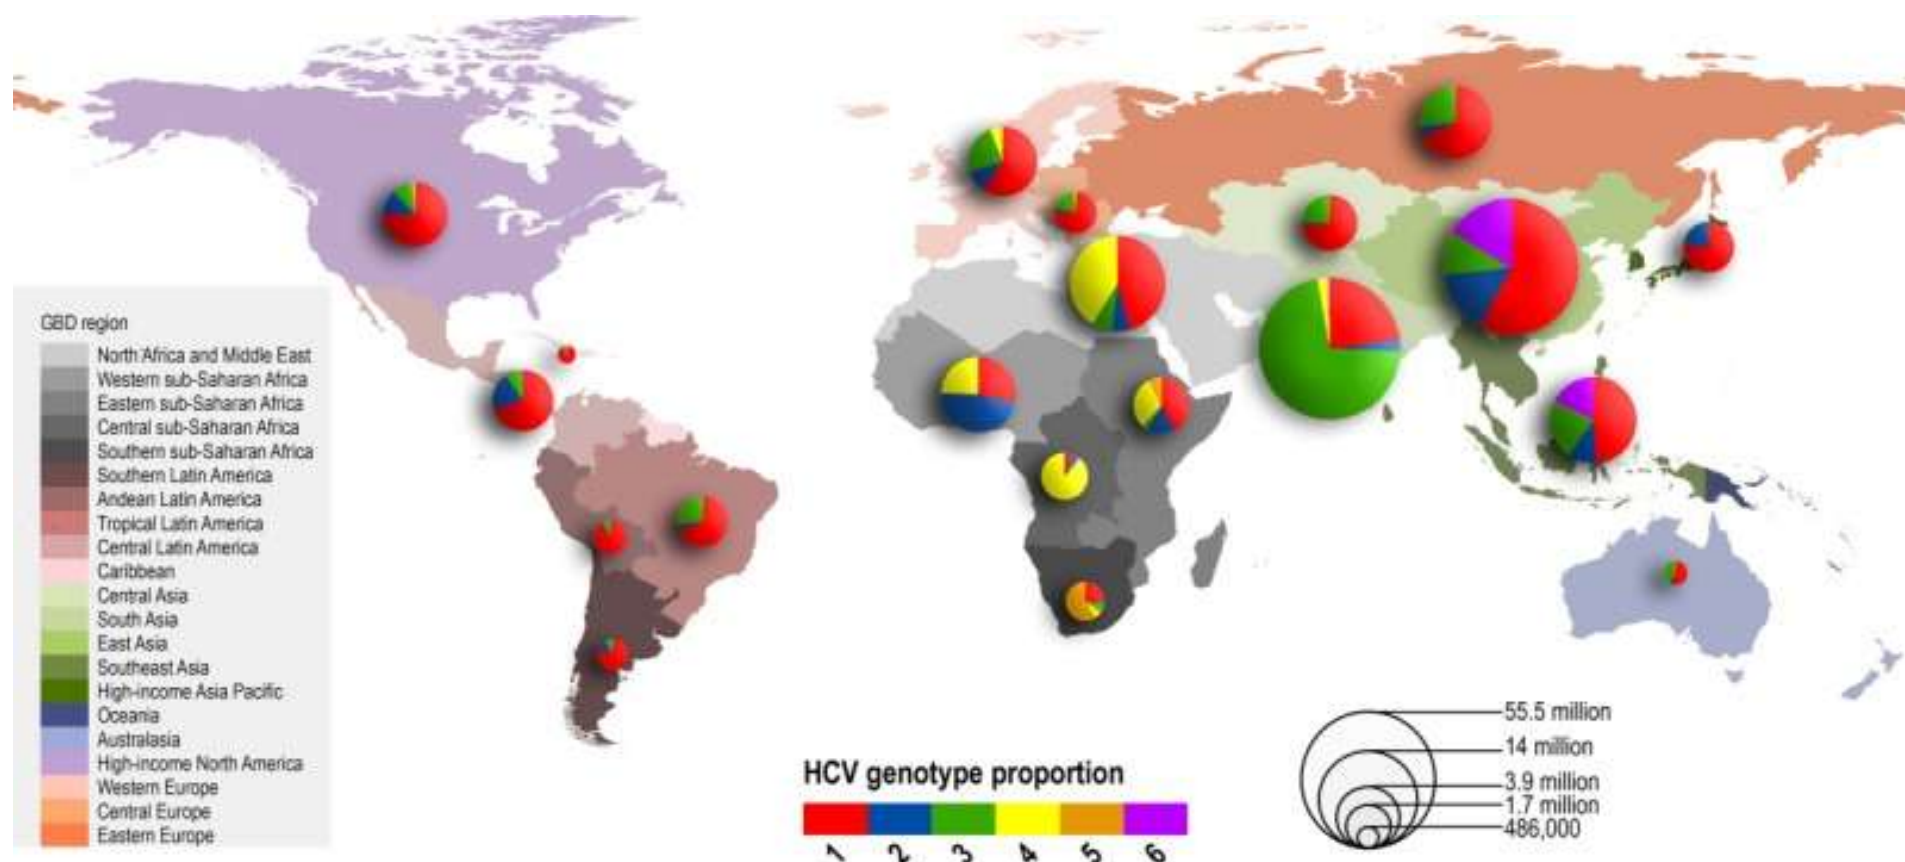 GBD region
North Africa and Middle East
Western sub-Saharan Africa
Eastern sub-Saharan Africa
Central sub-Saharan Africa
Southern sub-Saharan Africa
Southern Latin America
Andean Latin America
Tropical Latin America
Central Latin America
Caribbean
Central Asia
South Asia
East Asia
Southeast Asia
High-income Asia Pacific
Oceania
Australasia
High-income North America
Western Europe
Central Europe
Eastern Europe
HCV genotype proportion
1 2 3 4 5 6
55.5 million
14 million
3.9 million
1.7 million
486,000